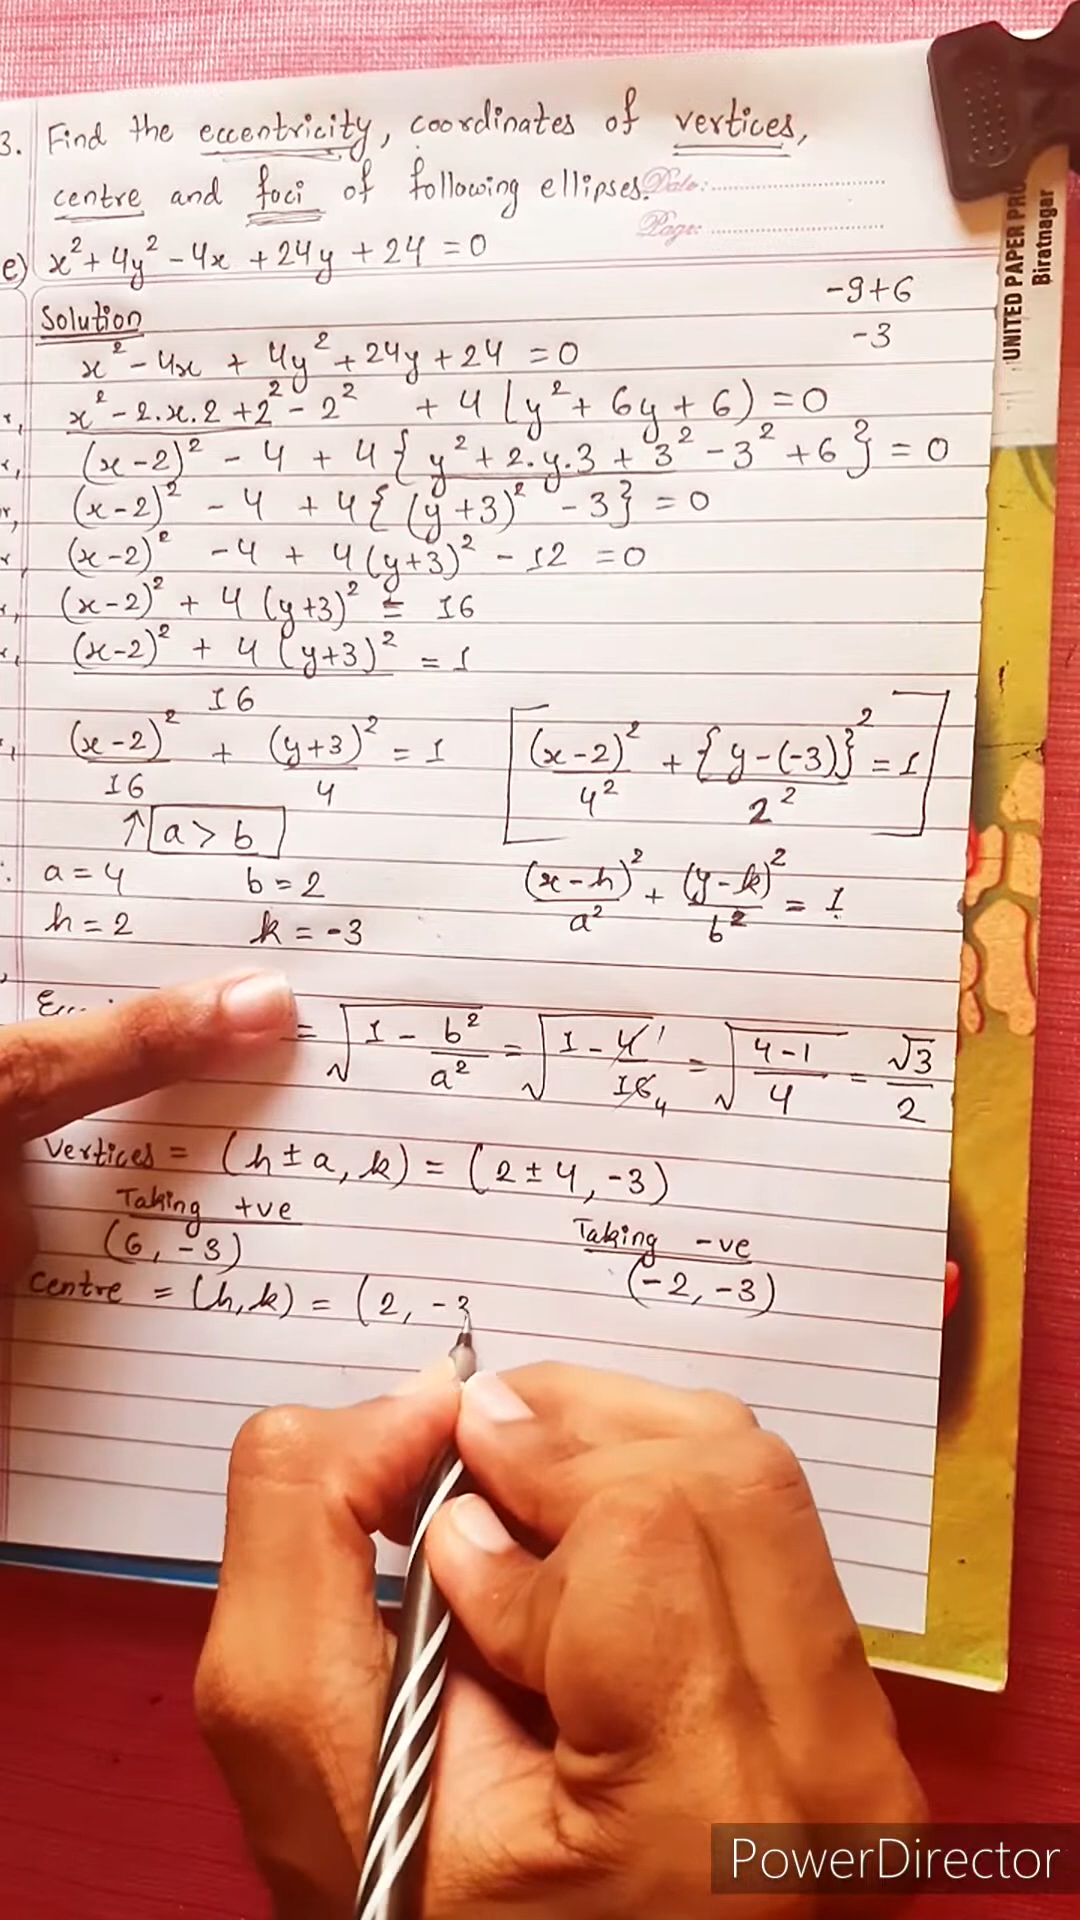 3. Find the eccentricity, coordinates of vertices,
centre and foci of following ellipses.
Date:
Page:
e) x² + 4y² - 4x + 24y + 24 = 0
Solution
-9+6
-3
x² - 4x + 4y² + 24y + 24 = 0
x² - 2.x.2 + 2² - 2² + 4(y² + 6y + 6) = 0
(x-2)² - 4 + 4{y² + 2.y.3 + 3² - 3² + 6} = 0
(x-2)² - 4 + 4{(y+3)² - 3} = 0
(x-2)² - 4 + 4(y+3)² - 12 = 0
(x-2)² + 4(y+3)² = 16
(x-2)² + 4(y+3)² / 16 = 1
(x-2)²/16 + (y+3)²/4 = 1
[(x-2)²/4² + {y-(-3)}²/2² = 1]
↑ a > b
∴ a = 4 b = 2
(x-h)²/a² + (y-k)²/b² = 1
h = 2 k = -3
= √(1 - b²/a²) = √(1 - 4/16) = √((4-1)/4) = √3/2
Vertices = (h ± a, k) = (2 ± 4, -3)
Taking +ve
(6, -3)
Taking -ve
(-2, -3)
Centre = (h, k) = (2, -3
UNITED PAPER PRO
Biratnagar
PowerDirector